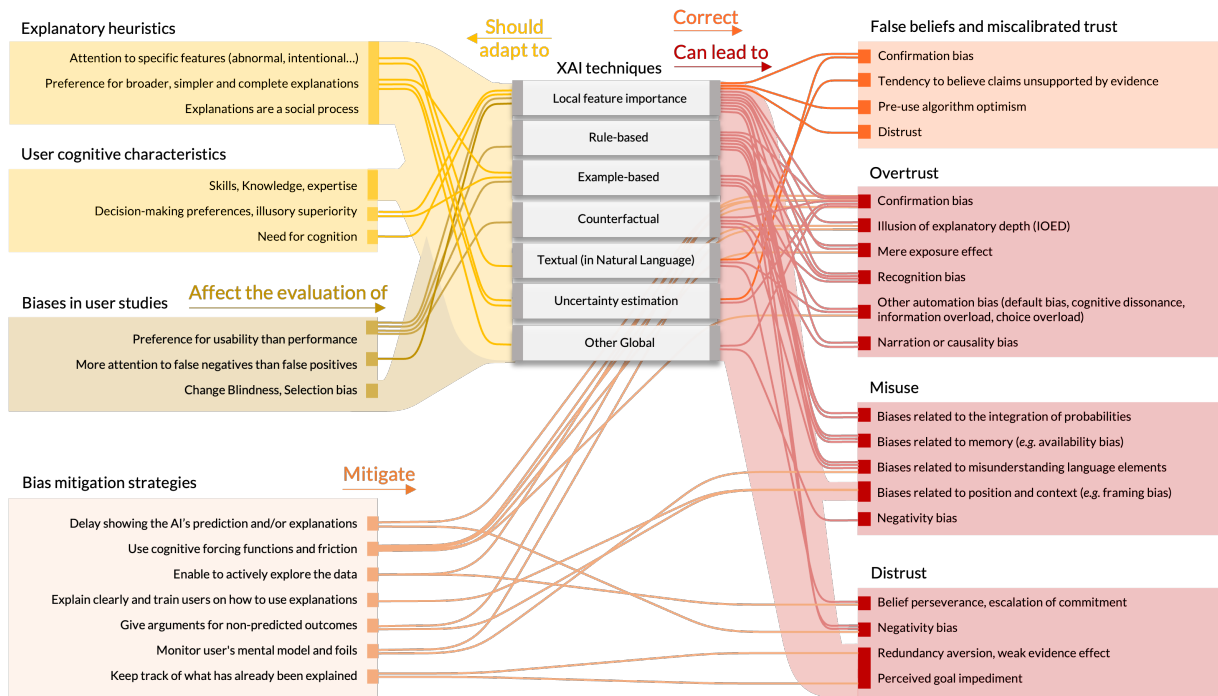 Explanatory heuristics
Attention to specific features (abnormal, intentional...)
Preference for broader, simpler and complete explanations
Explanations are a social process
User cognitive characteristics
Skills, Knowledge, expertise
Decision-making preferences, illusory superiority
Need for cognition
Biases in user studies
Affect the evaluation of
Preference for usability than performance
More attention to false negatives than false positives
Change Blindness, Selection bias
Bias mitigation strategies
Mitigate
Delay showing the AI's prediction and/or explanations
Use cognitive forcing functions and friction
Enable to actively explore the data
Explain clearly and train users on how to use explanations
Give arguments for non-predicted outcomes
Monitor user's mental model and foils
Keep track of what has already been explained
Should
adapt to
Correct
Can lead to
XAI techniques
Local feature importance
Rule-based
Example-based
Counterfactual
Textual (in Natural Language)
Uncertainty estimation
Other Global
False beliefs and miscalibrated trust
Confirmation bias
Tendency to believe claims unsupported by evidence
Pre-use algorithm optimism
Distrust
Overtrust
Confirmation bias
Illusion of explanatory depth (IOED)
Mere exposure effect
Recognition bias
Other automation bias (default bias, cognitive dissonance,
information overload, choice overload)
Narration or causality bias
Misuse
Biases related to the integration of probabilities
Biases related to memory (e.g. availability bias)
Biases related to misunderstanding language elements
Biases related to position and context (e.g. framing bias)
Negativity bias
Distrust
Belief perseverance, escalation of commitment
Negativity bias
Redundancy aversion, weak evidence effect
Perceived goal impediment